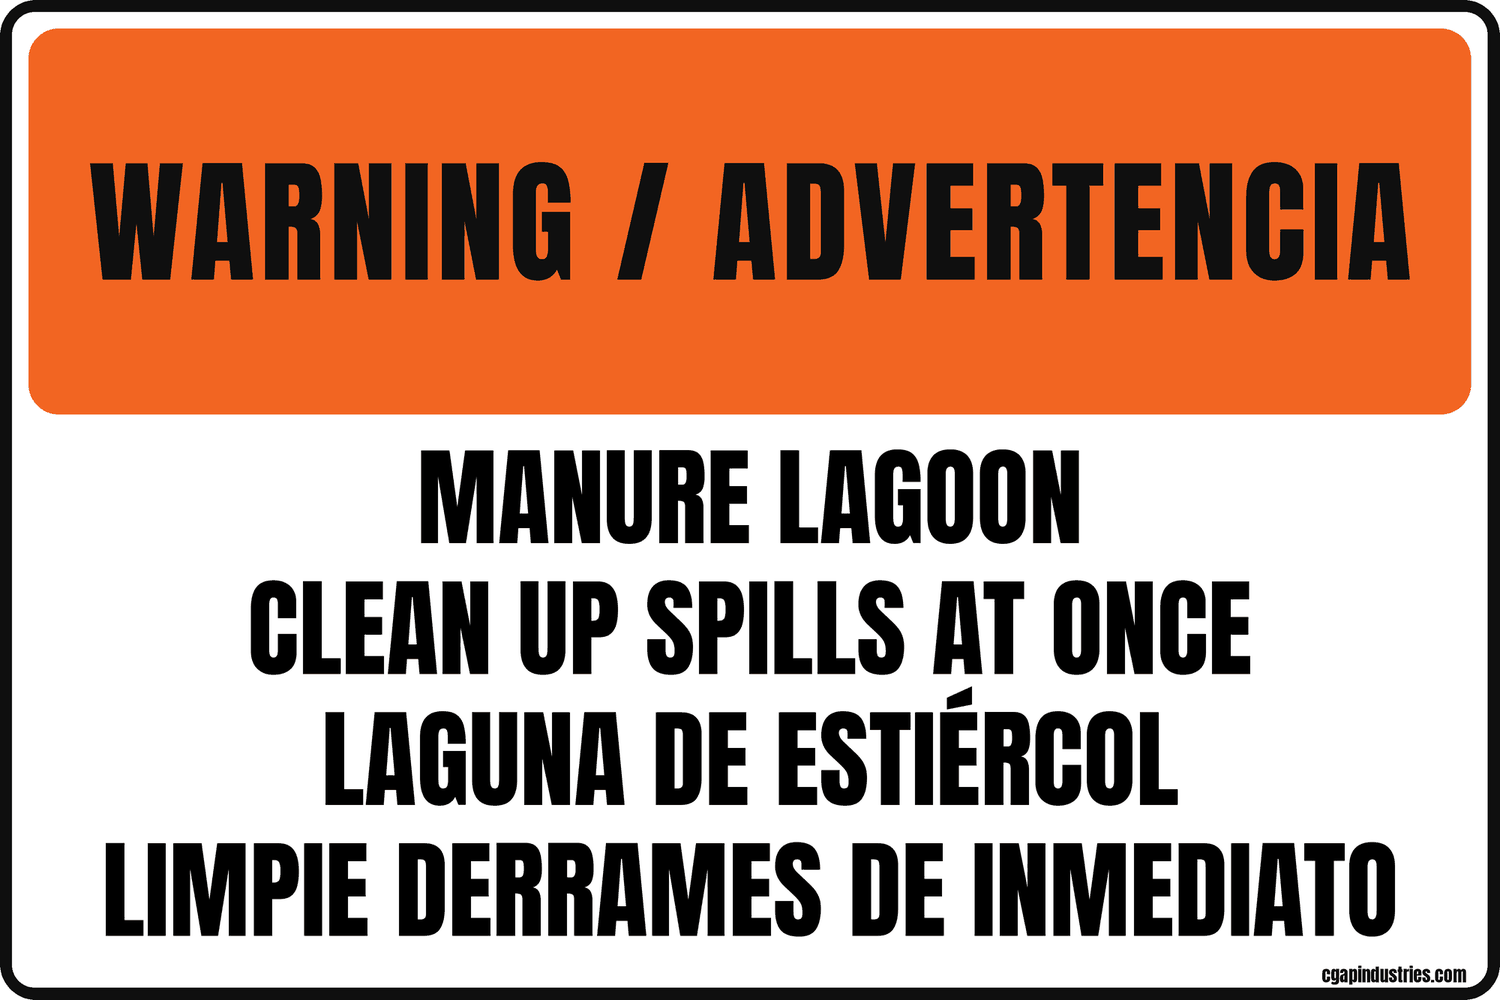 WARNING / ADVERTENCIA
MANURE LAGOON
CLEAN UP SPILLS AT ONCE
LAGUNA DE ESTIÉRCOL
LIMPIE DERRAMES DE INMEDIATO
cgapindustries.com